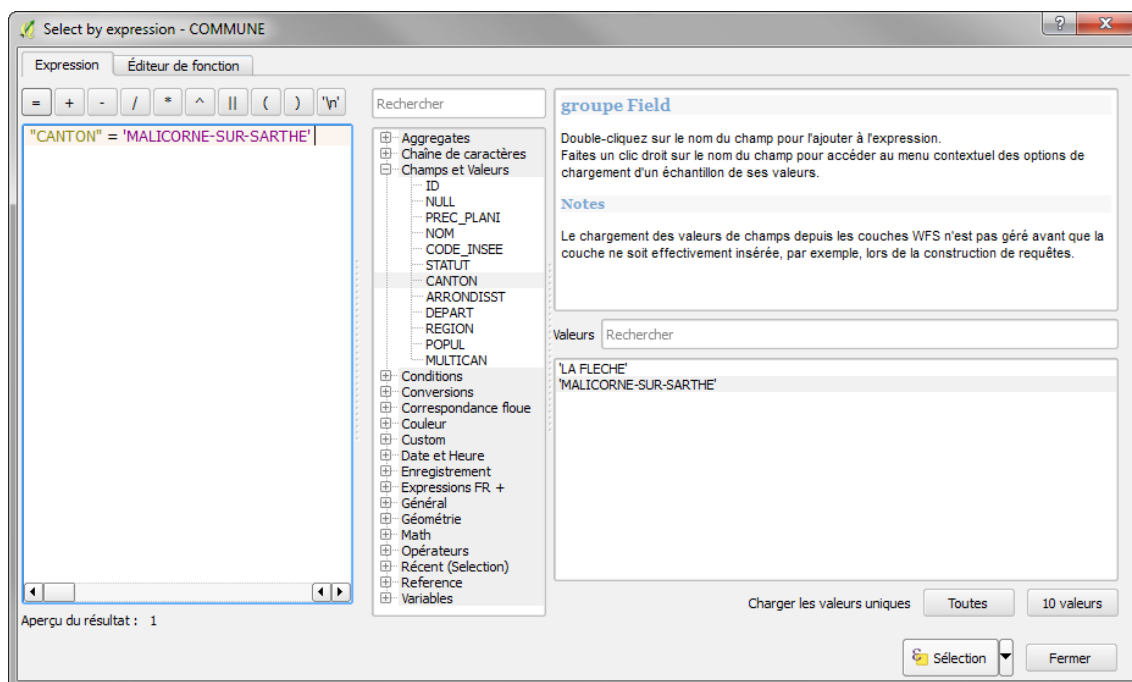 Select by expression - COMMUNE
Expression
Éditeur de fonction
= + - / * ^ || ( ) '\n'
"CANTON" = 'MALICORNE-SUR-SARTHE'
Aperçu du résultat : 1
Rechercher
Aggregates
Chaîne de caractères
Champs et Valeurs
ID
NULL
PREC_PLANI
NOM
CODE_INSEE
STATUT
CANTON
ARRONDISST
DEPART
REGION
POPUL
MULTICAN
Conditions
Conversions
Correspondance floue
Couleur
Custom
Date et Heure
Enregistrement
Expressions FR +
Général
Géométrie
Math
Opérateurs
Récent (Selection)
Reference
Variables
groupe Field
Double-cliquez sur le nom du champ pour l'ajouter à l'expression.
Faites un clic droit sur le nom du champ pour accéder au menu contextuel des options de
chargement d'un échantillon de ses valeurs.
Notes
Le chargement des valeurs de champs depuis les couches WFS n'est pas géré avant que la
couche ne soit effectivement insérée, par exemple, lors de la construction de requêtes.
Valeurs Rechercher
'LA FLECHE'
'MALICORNE-SUR-SARTHE'
Charger les valeurs uniques Toutes 10 valeurs
Sélection Fermer